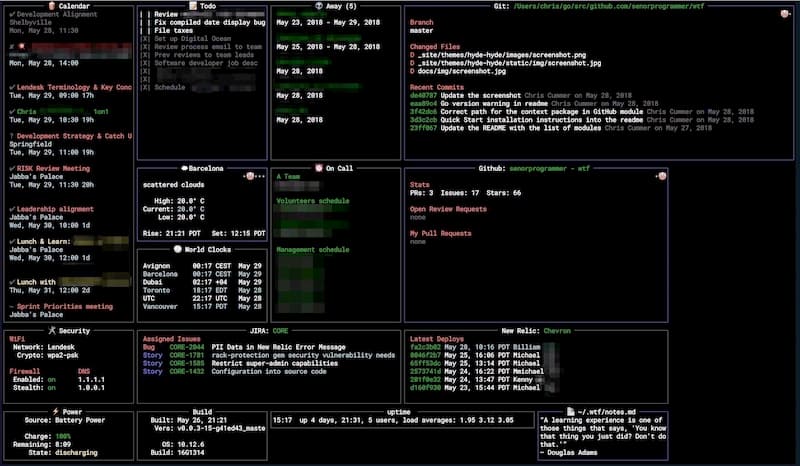 Calendar
✓ Development Alignment
Shelbyville
Mon, May 28, 11:30
Mon, May 28, 14:00
✓ Lendesk Terminology & Key Conc
Tue, May 29, 09:00 17h
✓ Chris 1on1
Tue, May 29, 10:30 19h
? Development Strategy & Catch U
Springfield
Tue, May 29, 11:00 19h
✓ RISK Review Meeting
Jabba's Palace
Tue, May 29, 11:30 20h
✓ Leadership alignment
Jabba's Palace
Wed, May 30, 10:00 1d
✓ Lunch & Learn:
Jabba's Palace
Wed, May 30, 12:00 1d
✓ Lunch with
Jabba's Palace
Thu, May 31, 12:00 2d
~ Sprint Priorities meeting
Jabba's Palace
Todo
| | Review
| | Fix compiled date display bug
| | File taxes
|X| Set up Digital Ocean
|X| Review process email to team
|X| Prev reviews to team leads
|X| Software developer job desc
|X|
|X|
|X| Schedule
Away (5)
May 23, 2018 - May 29, 2018
May 25, 2018 - May 28, 2018
May 28, 2018
May 28, 2018
May 28, 2018
Git: /Users/chris/go/src/github.com/senorprogrammer/wtf
Branch
master
Changed Files
D _site/themes/hyde-hyde/images/screenshot.png
D _site/themes/hyde-hyde/static/img/screenshot.jpg
D docs/img/screenshot.jpg
Recent Commits
de40787 Update the screenshot Chris Cummer on May 28, 2018
eaa09c4 Go version warning in readme Chris Cummer on May 28, 2018
3f42dc6 Correct path for the context package in GitHub module Chris Cummer on May 28, 2018
3d3c2cb Quick Start installation instructions into the readme Chris Cummer on May 28, 2018
23ff067 Update the README with the list of modules Chris Cummer on May 27, 2018
Barcelona
scattered clouds
High: 20.0° C
Current: 20.0° C
Low: 20.0° C
Rise: 21:21 PDT Set: 12:15 PDT
On Call
A Team
Volunteers schedule
Management schedule
Github: senorprogrammer - wtf
Stats
PRs: 3 Issues: 17 Stars: 66
Open Review Requests
none
My Pull Requests
none
World Clocks
Avignon 00:17 CEST May 29
Barcelona 00:17 CEST May 29
Dubai 02:17 +04 May 29
Toronto 18:17 EDT May 28
UTC 22:17 UTC May 28
Vancouver 15:17 PDT May 28
Security
WiFi
Network: Lendesk
Crypto: wpa2-psk
Firewall DNS
Enabled: on 1.1.1.1
Stealth: on 1.0.0.1
JIRA: CORE
Assigned Issues
Bug CORE-2044 PII Data in New Relic Error Message
Story CORE-1781 rack-protection gem security vulnerability needs
Story CORE-1585 Restrict super-admin capabilities
Story CORE-1432 Configuration into source code
New Relic: Chevron
Latest Deploys
fa2c3b02 May 28, 10:16 PDT Billiam
0046f2b7 May 25, 16:06 PDT Michael
65ff53dc May 25, 13:14 PDT Michael
2573741d May 24, 16:22 PDT Mmichael
281f0e32 May 24, 13:47 PDT Kenny
d160f930 May 23, 15:44 PDT Michael
Power
Source: Battery Power
Charge: 100%
Remaining: 8:09
State: discharging
Build
Built: May 26, 21:21
Vers: v0.0.3-15-g41ed43_maste
OS: 10.12.6
Build: 16G1314
uptime
15:17 up 4 days, 21:31, 5 users, load averages: 1.95 3.12 3.05
~/.wtf/notes.md
"A learning experience is one of
those things that says, 'You know
that thing you just did? Don't do
that.'"
- Douglas Adams